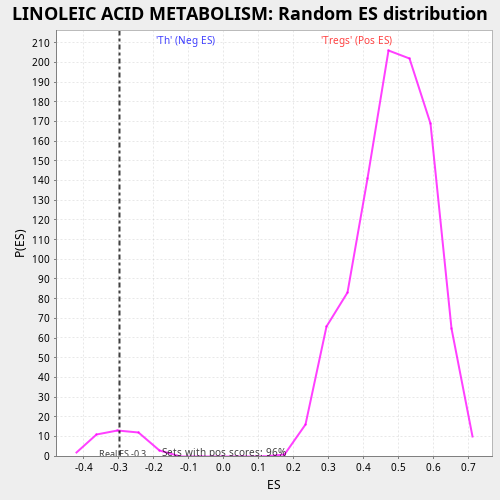 LINOLEIC ACID METABOLISM: Random ES distribution
'Th' (Neg ES)
'Tregs' (Pos ES)
210
200
190
180
170
160
150
140
130
120
110
100
90
80
70
60
50
40
30
20
10
0
P(ES)
Real ES -0.3
Sets with pos scores: 96%
-0.4 -0.3 -0.2 -0.1 0.0 0.1 0.2 0.3 0.4 0.5 0.6 0.7
ES